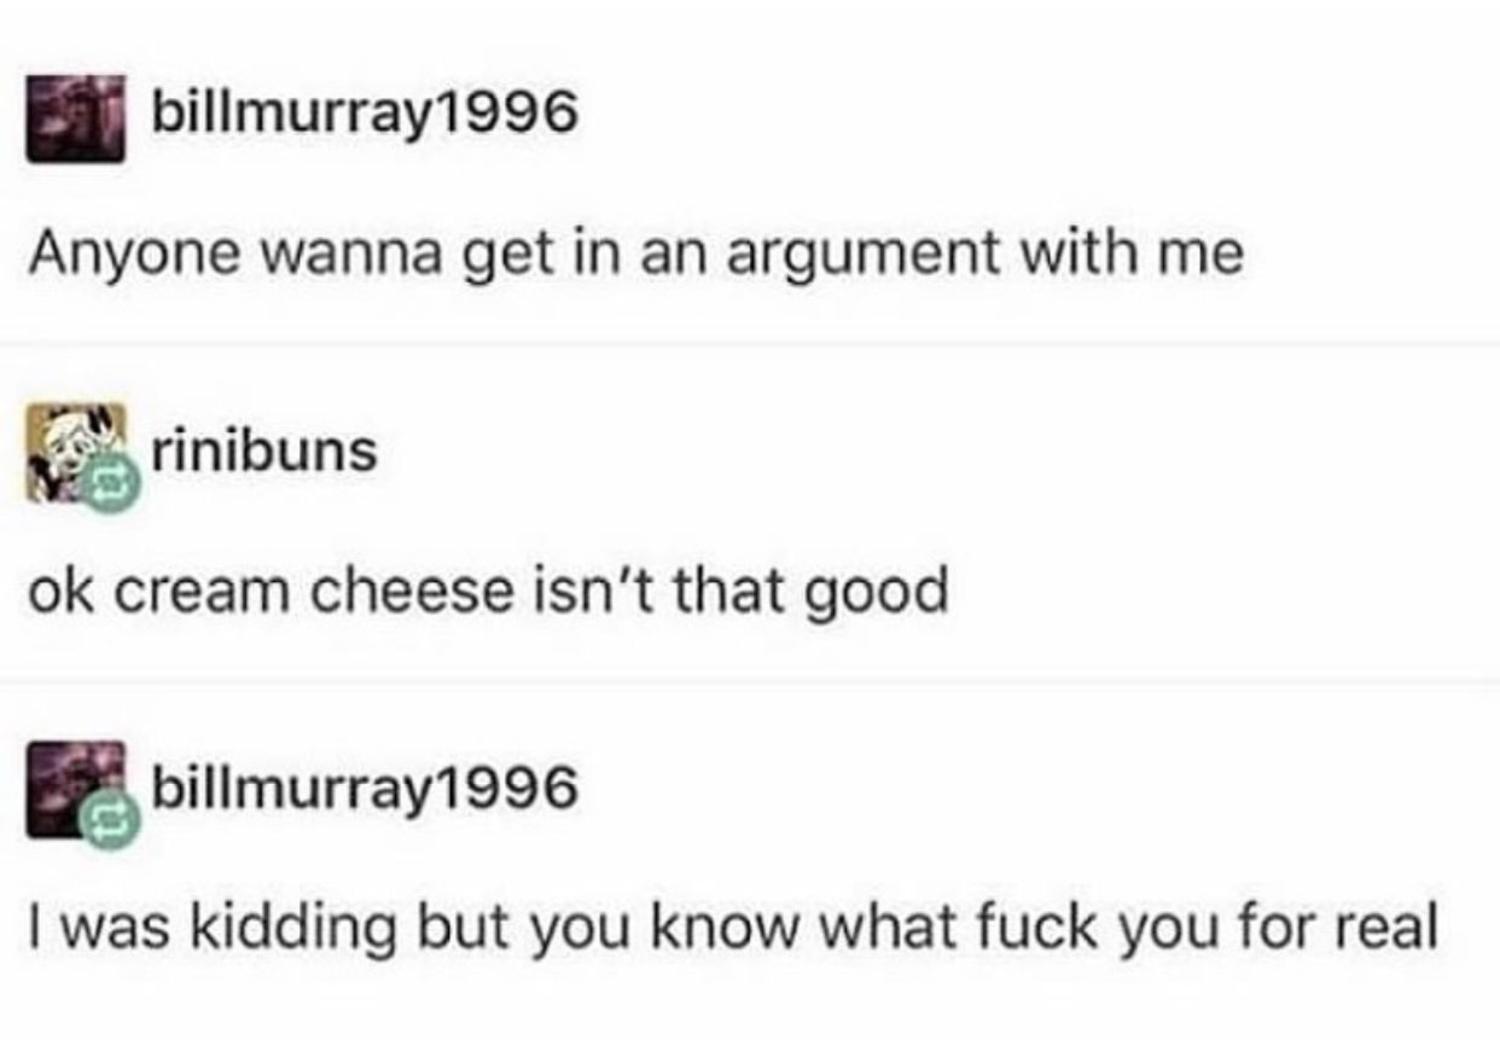 billmurray1996
Anyone wanna get in an argument with me
rinibuns
ok cream cheese isn't that good
billmurray1996
I was kidding but you know what fuck you for real